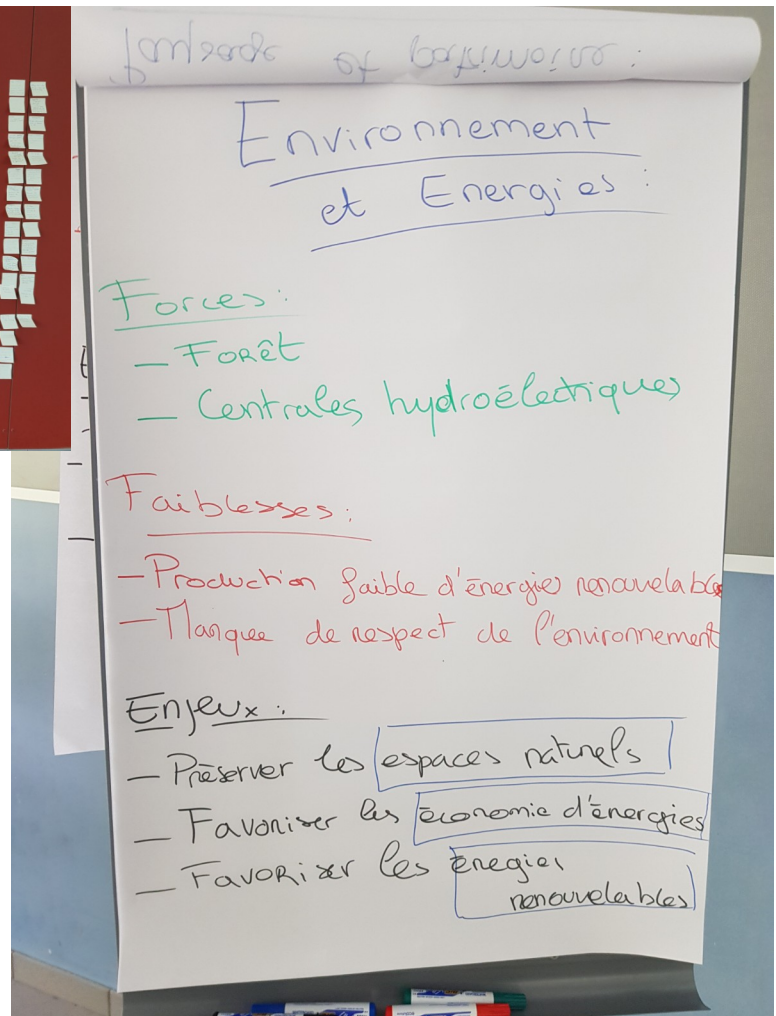 Environnement
et Energies :
Forces :
- Forêt
- Centrales hydroélectriques
Faiblesses :
- Production faible d'énergies renouvelables
- Manque de respect de l'environnement
Enjeux :
- Préserver les espaces naturels
- Favoriser les économie d'énergies
- Favoriser les énegies
renouvelables